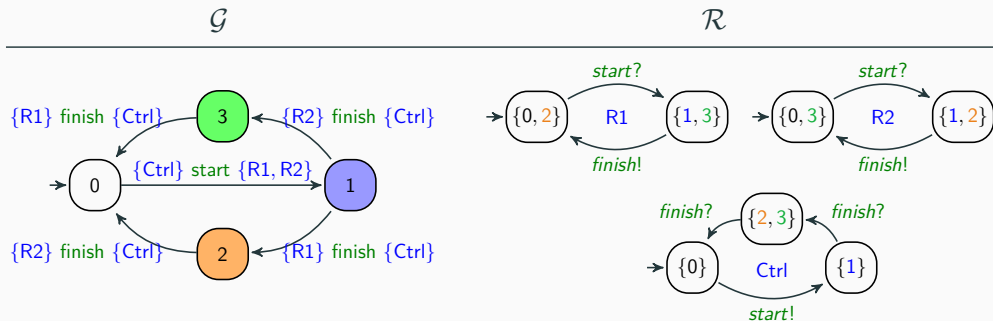 G R
start? start?
{R1} finish {Ctrl} 3 {R2} finish {Ctrl} {0, 2} R1 {1, 3} {0, 3} R2 {1, 2}
finish! finish!
{Ctrl} start {R1, R2}
0 1
finish? {2, 3} finish?
{R2} finish {Ctrl} 2 {R1} finish {Ctrl}
{0} Ctrl {1}
start!